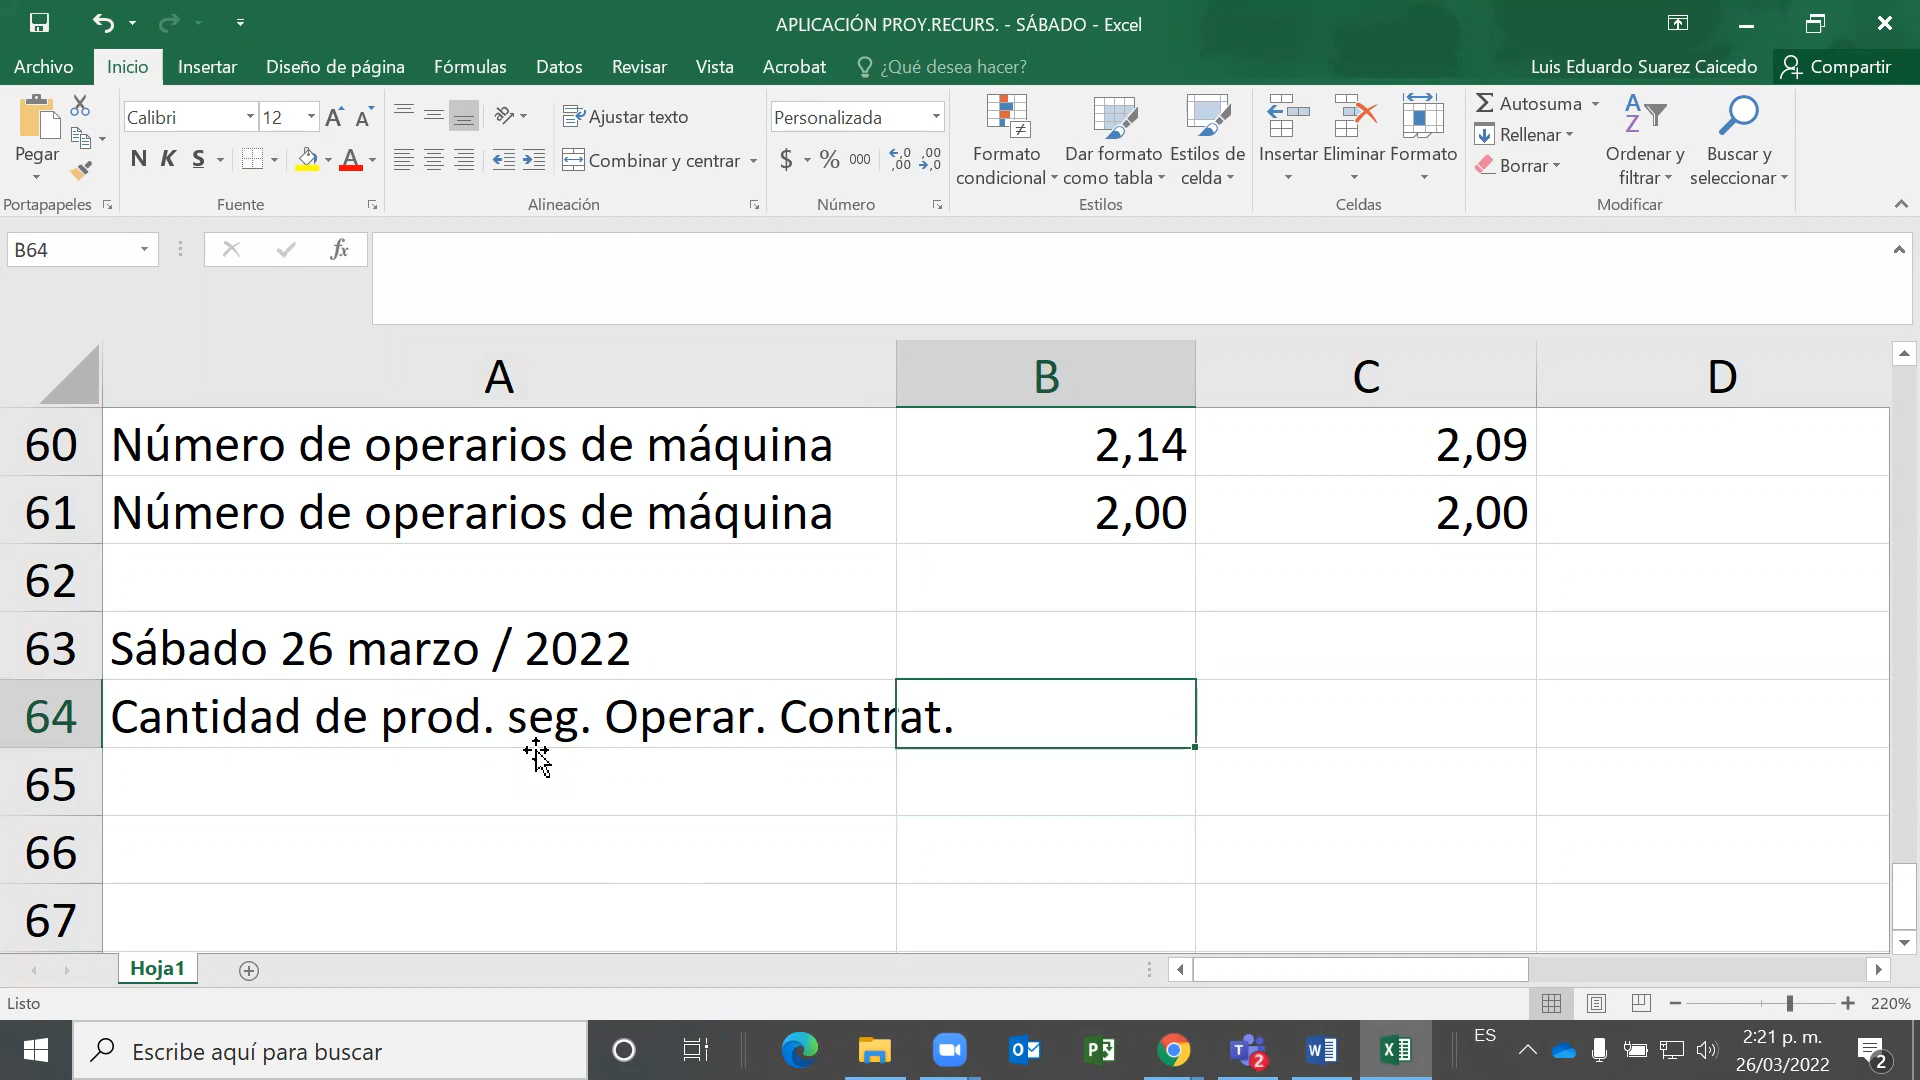 APLICACIÓN PROY.RECURS. - SÁBADO - Excel
Archivo Inicio Insertar Diseño de página Fórmulas Datos Revisar Vista Acrobat ¿Qué desea hacer? Luis Eduardo Suarez Caicedo Compartir
Pegar
Calibri 12
N K S
Ajustar texto
Combinar y centrar
Personalizada
$ % 000
Formato condicional
Dar formato como tabla
Estilos de celda
Insertar Eliminar Formato
Autosuma
Rellenar
Borrar
Ordenar y filtrar
Buscar y seleccionar
Portapapeles Fuente Alineación Número Estilos Celdas Modificar
B64 fx
A B C D
60 Número de operarios de máquina 2,14 2,09
61 Número de operarios de máquina 2,00 2,00
62
63 Sábado 26 marzo / 2022
64 Cantidad de prod. seg. Operar. Contrat.
65
66
67
Hoja1
Listo 220%
Escribe aquí para buscar
ES
2:21 p. m.
26/03/2022
2
2